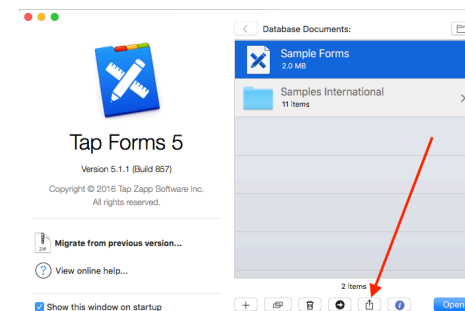 Database Documents:
Sample Forms
2.0 MB
Samples International
11 items
Tap Forms 5
Version 5.1.1 (Build 857)
Copyright © 2016 Tap Zapp Software Inc.
All rights reserved.
ZIP
Migrate from previous version...
? View online help...
Show this window on startup
2 items
Open